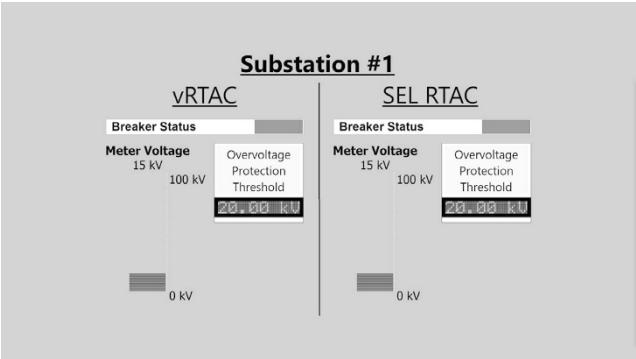 Substation #1
vRTAC
Breaker Status
Meter Voltage
15 kV
100 kV
0 kV
Overvoltage
Protection
Threshold
20.00 kV
SEL RTAC
Breaker Status
Meter Voltage
15 kV
100 kV
0 kV
Overvoltage
Protection
Threshold
20.00 kV